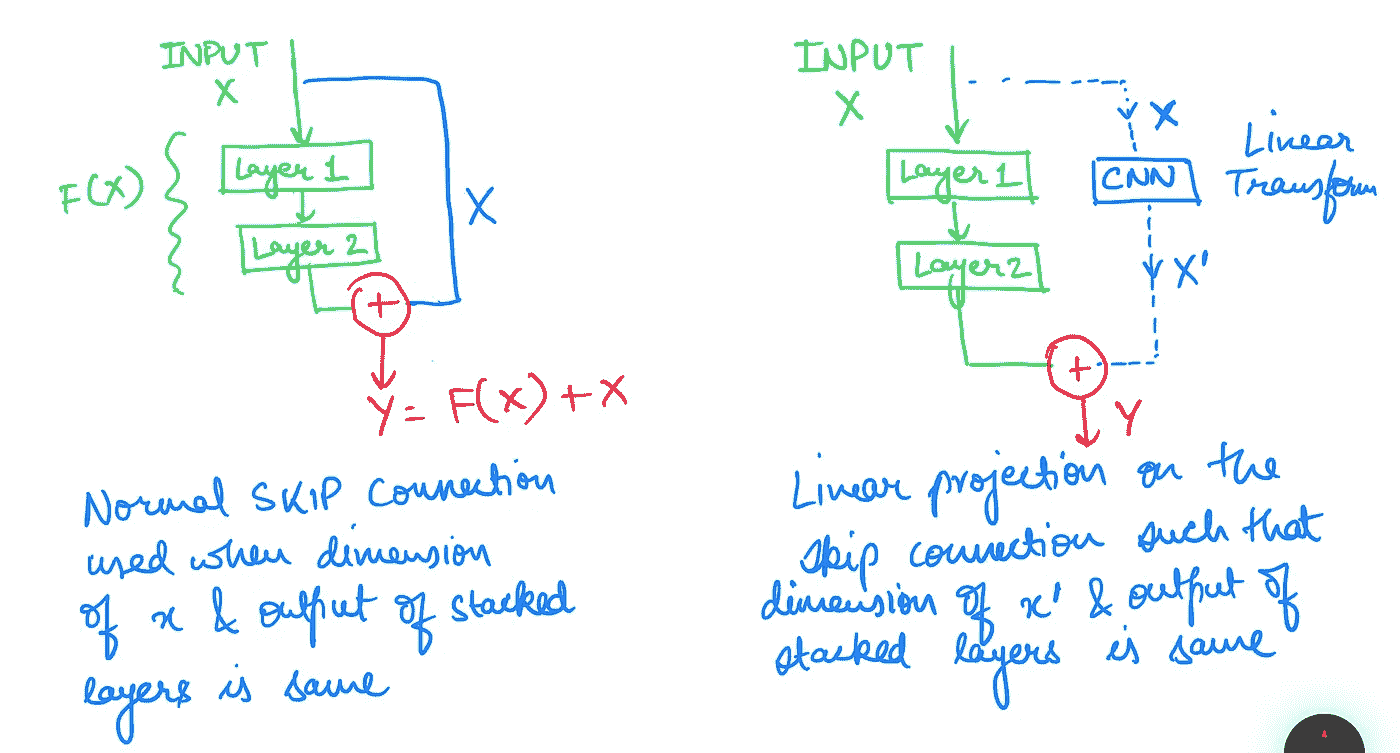 INPUT
X
F(X)
Layer 1
Layer 2
X
+
Y = F(X) + X
Normal SKIP connection
used when dimension
of x & output of stacked
layers is same
INPUT
X
Layer 1
Layer 2
X
CNN
Linear
Transform
X'
+
Y
Linear projection on the
skip connection such that
dimension of x' & output of
stacked layers is same